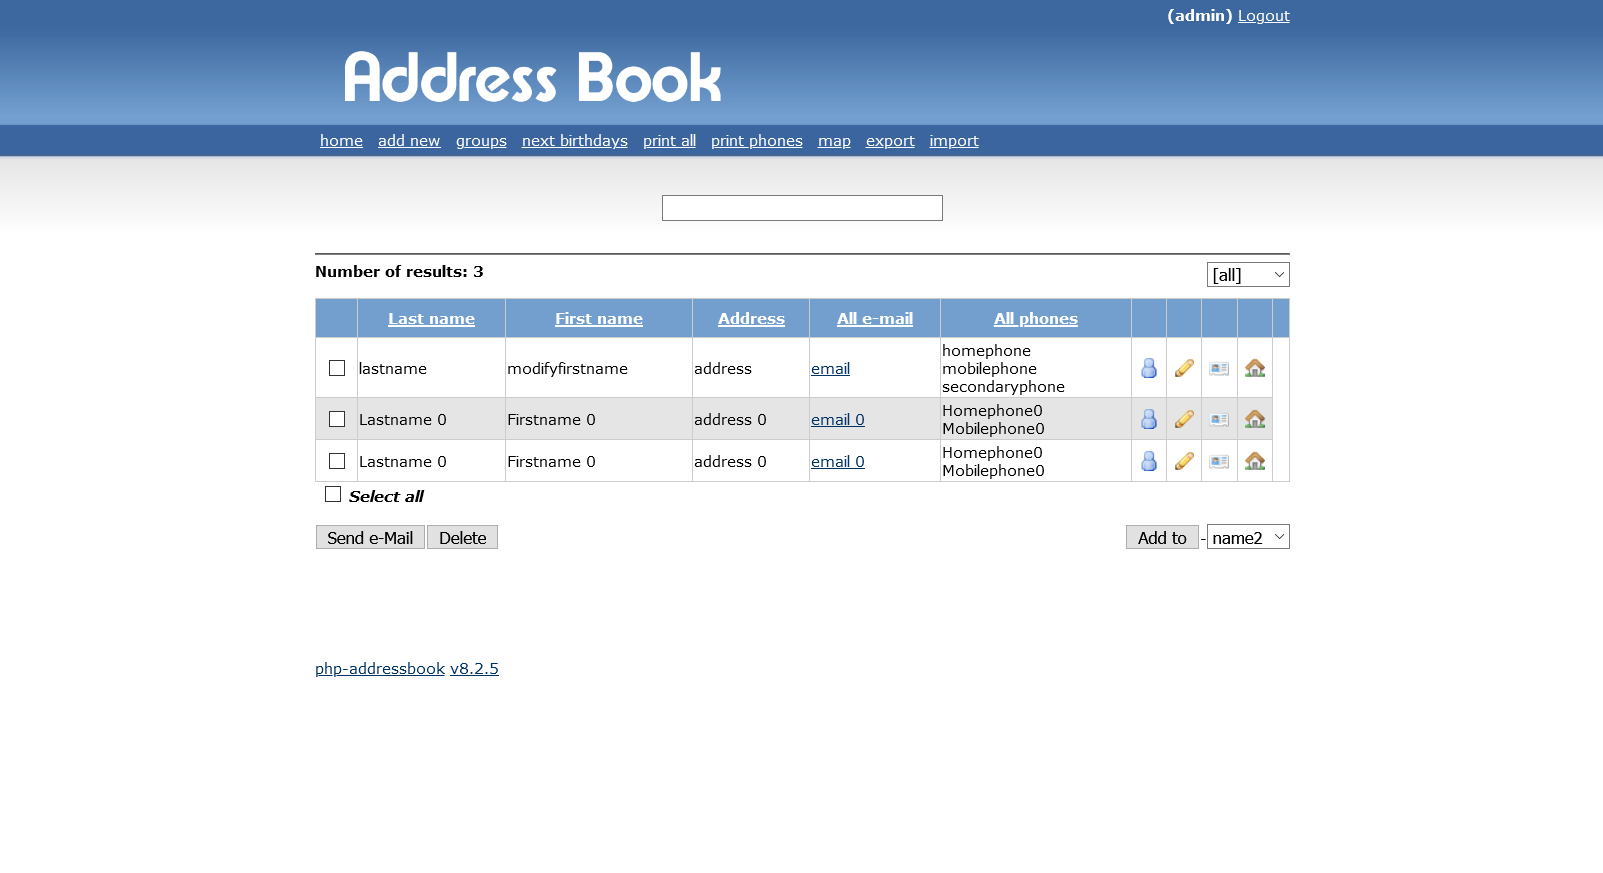 (admin) Logout
Address Book
home add new groups next birthdays print all print phones map export import
Number of results: 3
[all]
Last name First name Address All e-mail All phones
lastname modifyfirstname address email homephone
mobilephone
secondaryphone
Lastname 0 Firstname 0 address 0 email 0 Homephone0
Mobilephone0
Lastname 0 Firstname 0 address 0 email 0 Homephone0
Mobilephone0
Select all
Send e-Mail Delete Add to - name2
php-addressbook v8.2.5